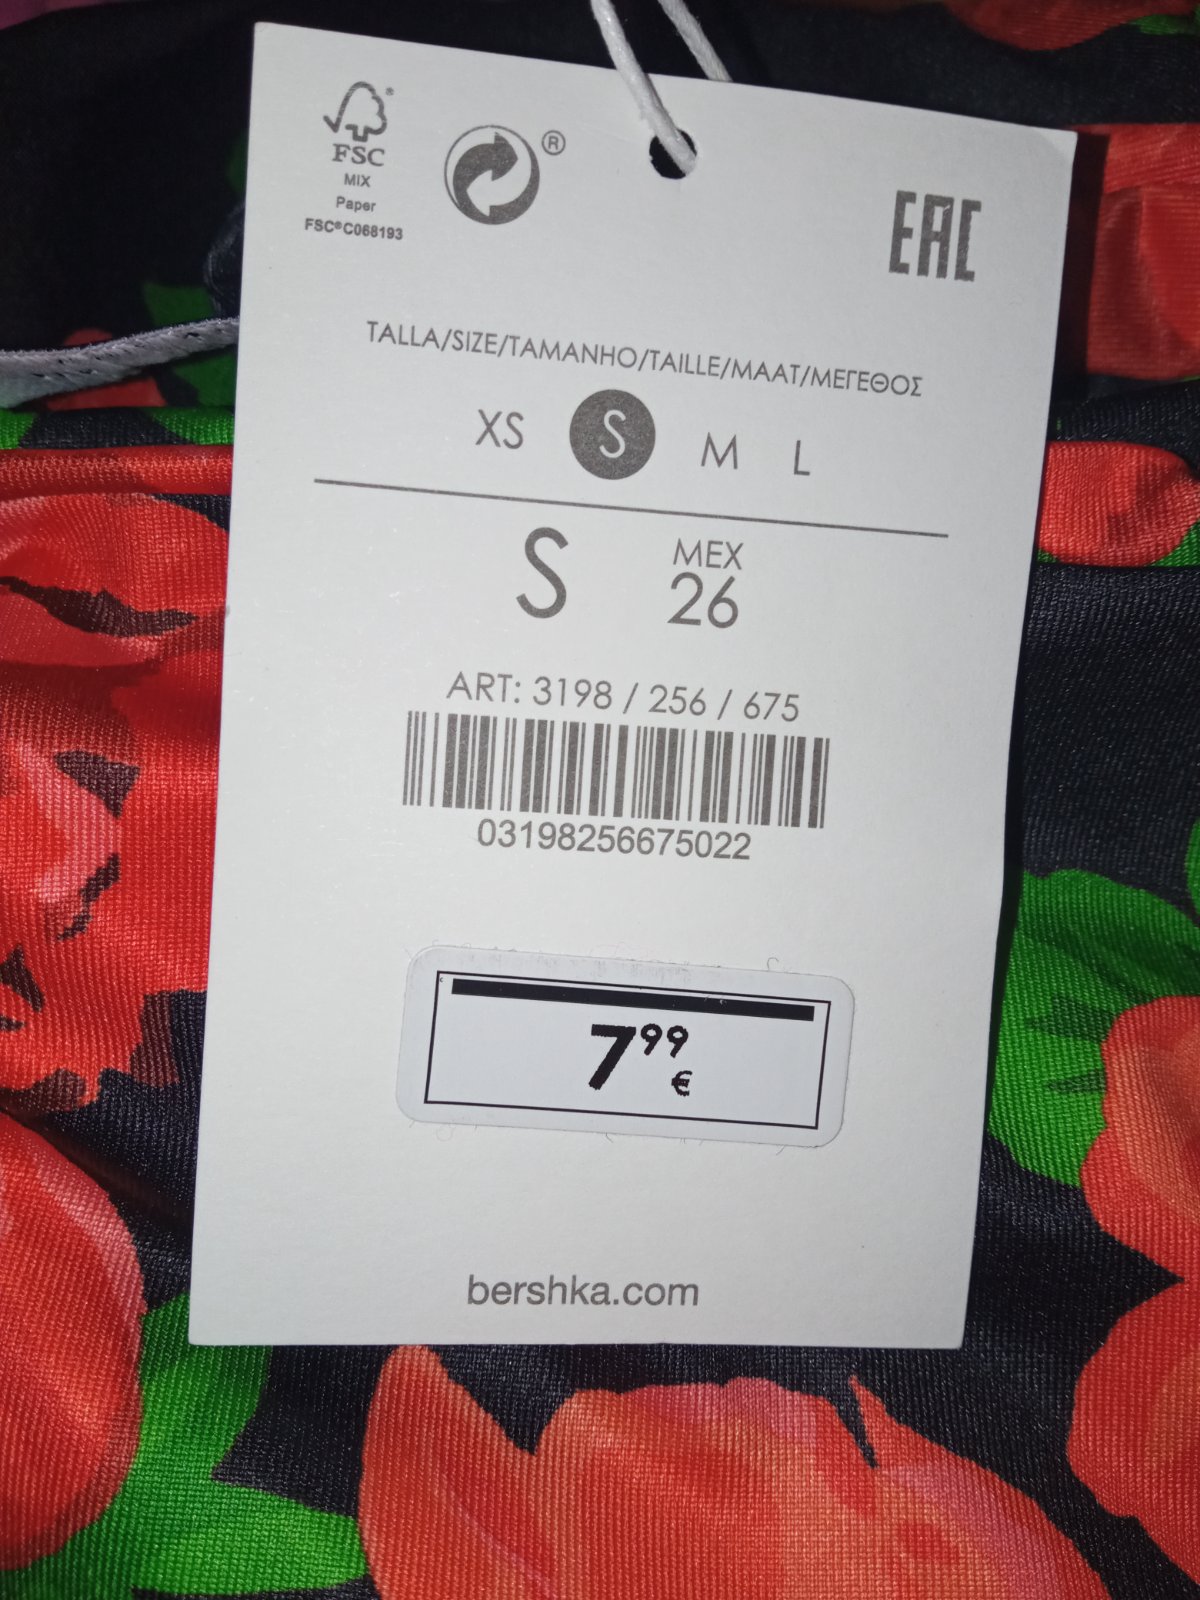 FSC
MIX
Paper
FSC®C068193
®
EAC
TALLA/SIZE/TAMANHO/TAILLE/MAAT/ΜΕΓΕΘΟΣ
XS S M L
S
MEX
26
ART: 3198 / 256 / 675
03198256675022
7⁹⁹
€
bershka.com